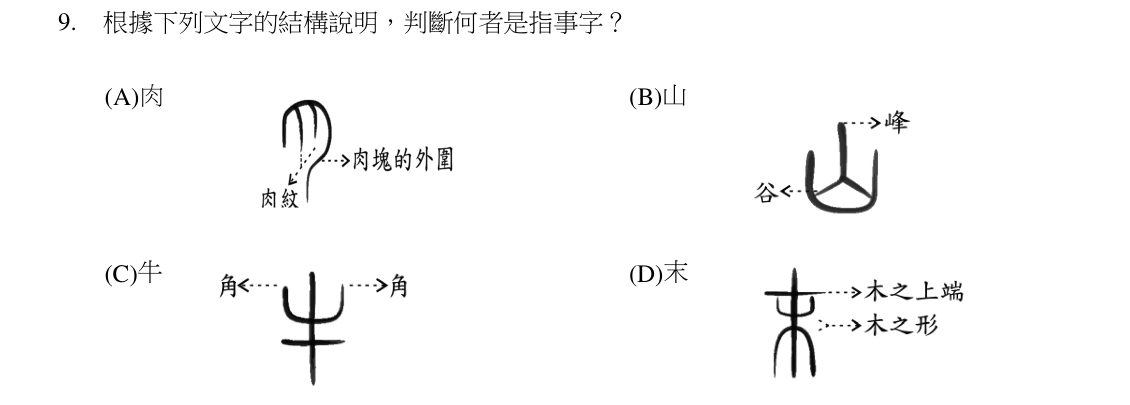 9. 根據下列文字的結構說明，判斷何者是指事字？
(A)肉
肉塊的外圍
肉紋
(B)山
峰
谷
(C)牛
角 角
(D)末
木之上端
木之形